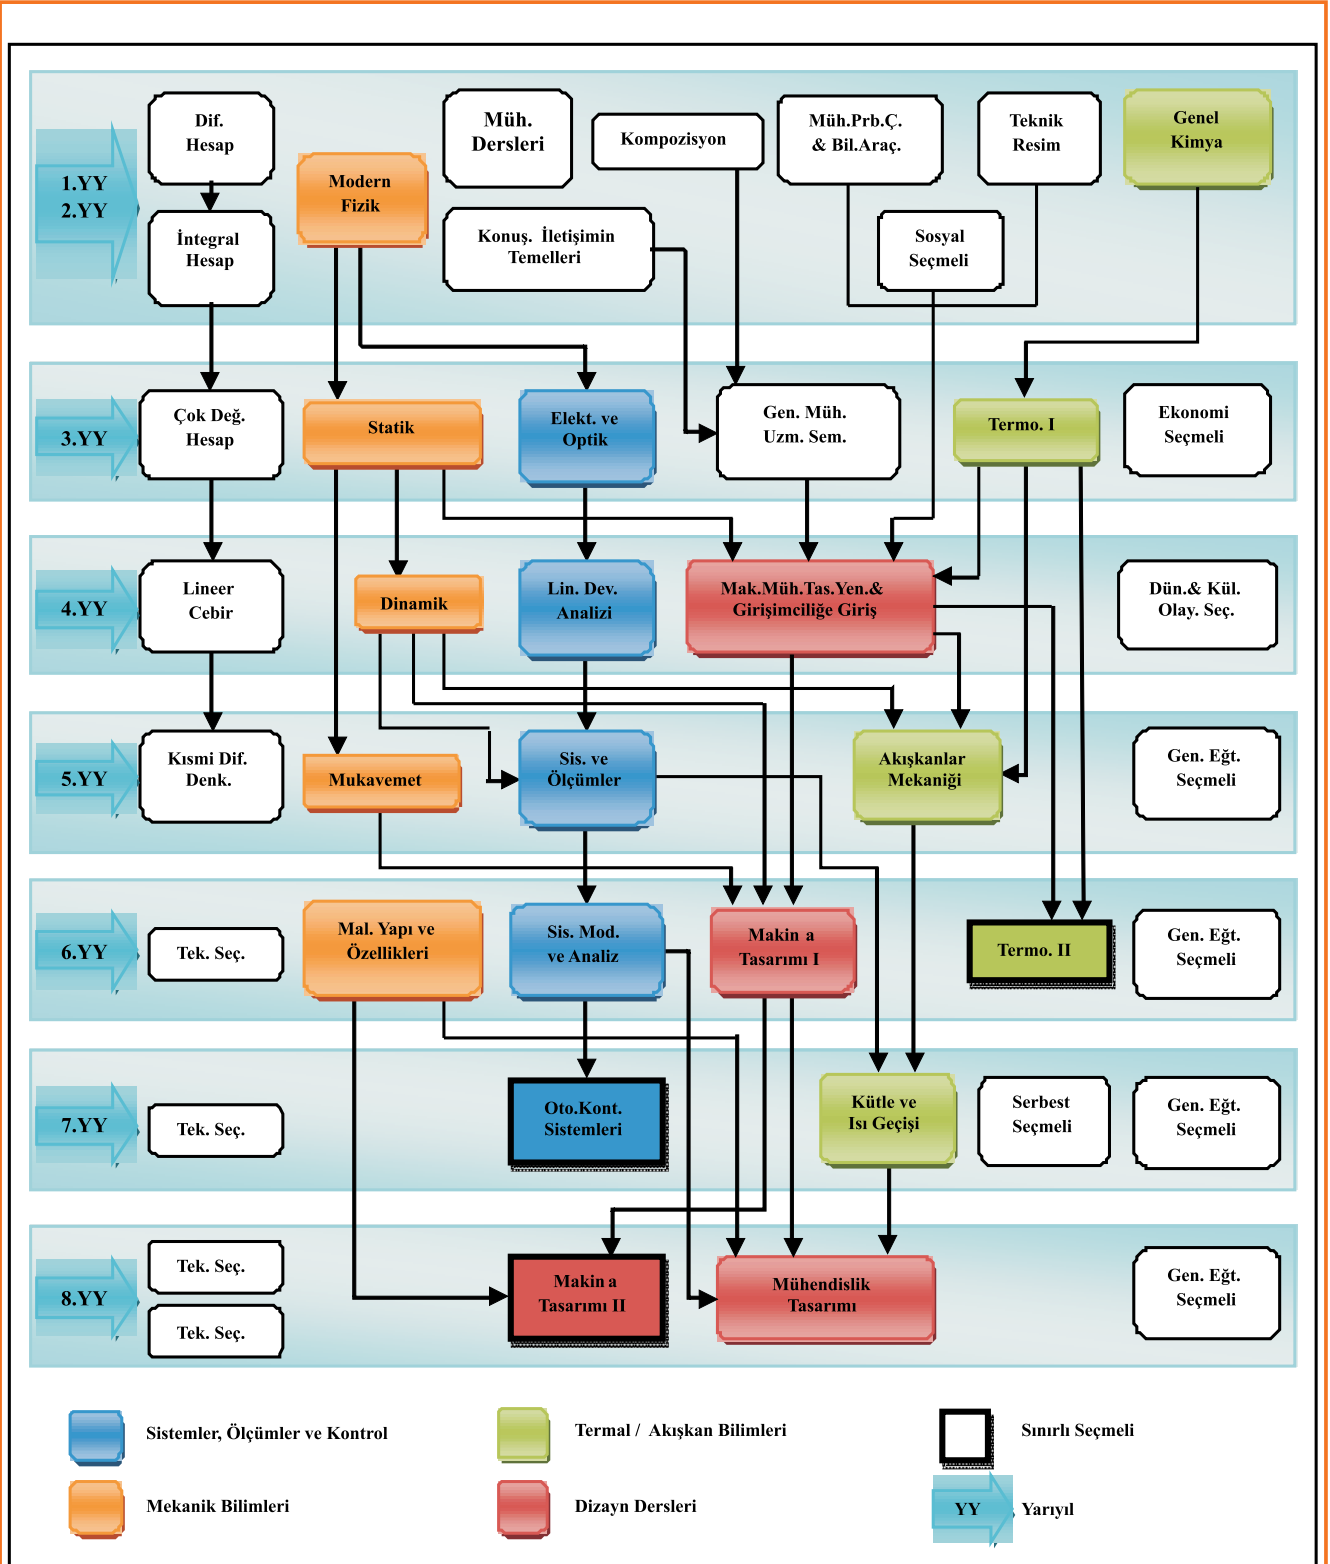 1.YY
2.YY
Dif.
Hesap
İntegral
Hesap
Modern
Fizik
Müh.
Dersleri
Konuş. İletişimin
Temelleri
Kompozisyon
Müh.Prb.Ç.
& Bil.Araç.
Sosyal
Seçmeli
Teknik
Resim
Genel
Kimya
3.YY
Çok Değ.
Hesap
Statik
Elekt. ve
Optik
Gen. Müh.
Uzm. Sem.
Termo. I
Ekonomi
Seçmeli
4.YY
Lineer
Cebir
Dinamik
Lin. Dev.
Analizi
Mak.Müh.Tas.Yen.&
Girişimciliğe Giriş
Dün.& Kül.
Olay. Seç.
5.YY
Kısmi Dif.
Denk.
Mukavemet
Sis. ve
Ölçümler
Akışkanlar
Mekaniği
Gen. Eğt.
Seçmeli
6.YY
Tek. Seç.
Mal. Yapı ve
Özellikleri
Sis. Mod.
ve Analiz
Makin a
Tasarımı I
Termo. II
Gen. Eğt.
Seçmeli
7.YY
Tek. Seç.
Oto.Kont.
Sistemleri
Kütle ve
Isı Geçişi
Serbest
Seçmeli
Gen. Eğt.
Seçmeli
8.YY
Tek. Seç.
Tek. Seç.
Makin a
Tasarımı II
Mühendislik
Tasarımı
Gen. Eğt.
Seçmeli
Sistemler, Ölçümler ve Kontrol
Termal / Akışkan Bilimleri
Sınırlı Seçmeli
Mekanik Bilimleri
Dizayn Dersleri
YY
Yarıyıl